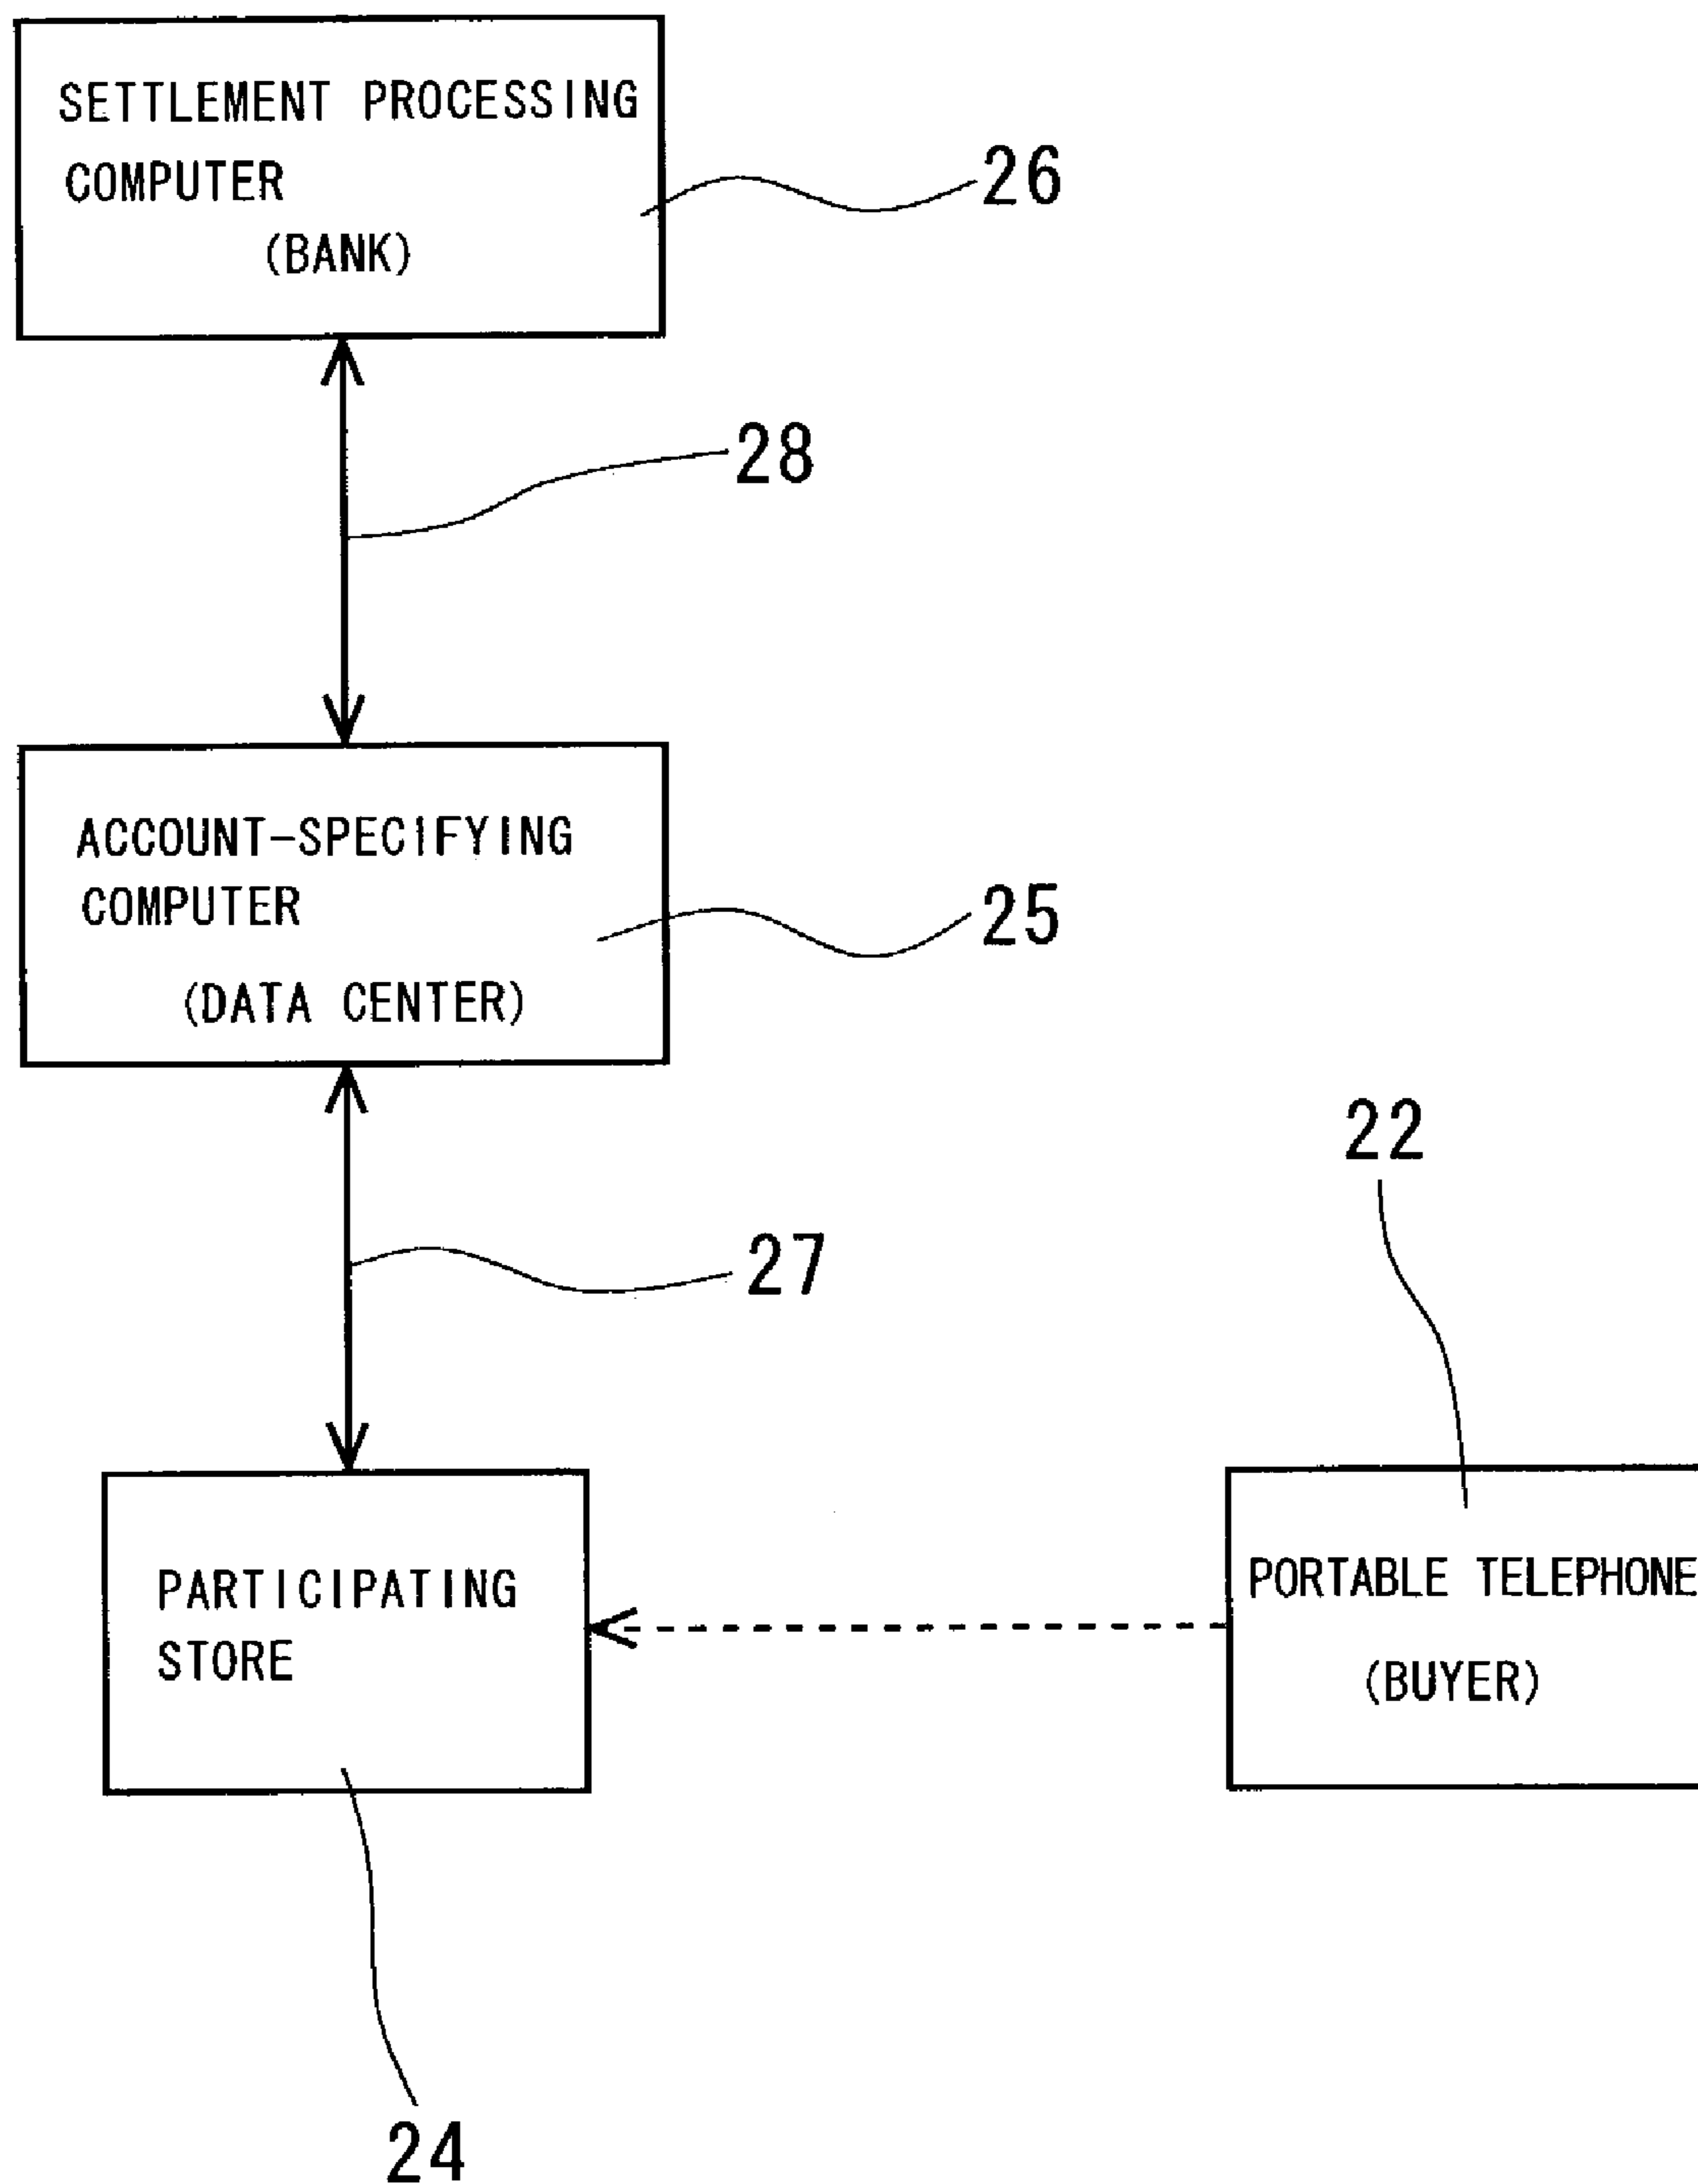 SETTLEMENT PROCESSING
COMPUTER
(BANK)
26
28
ACCOUNT-SPECIFYING
COMPUTER
(DATA CENTER)
25
27
22
PARTICIPATING
STORE
PORTABLE TELEPHONE
(BUYER)
24